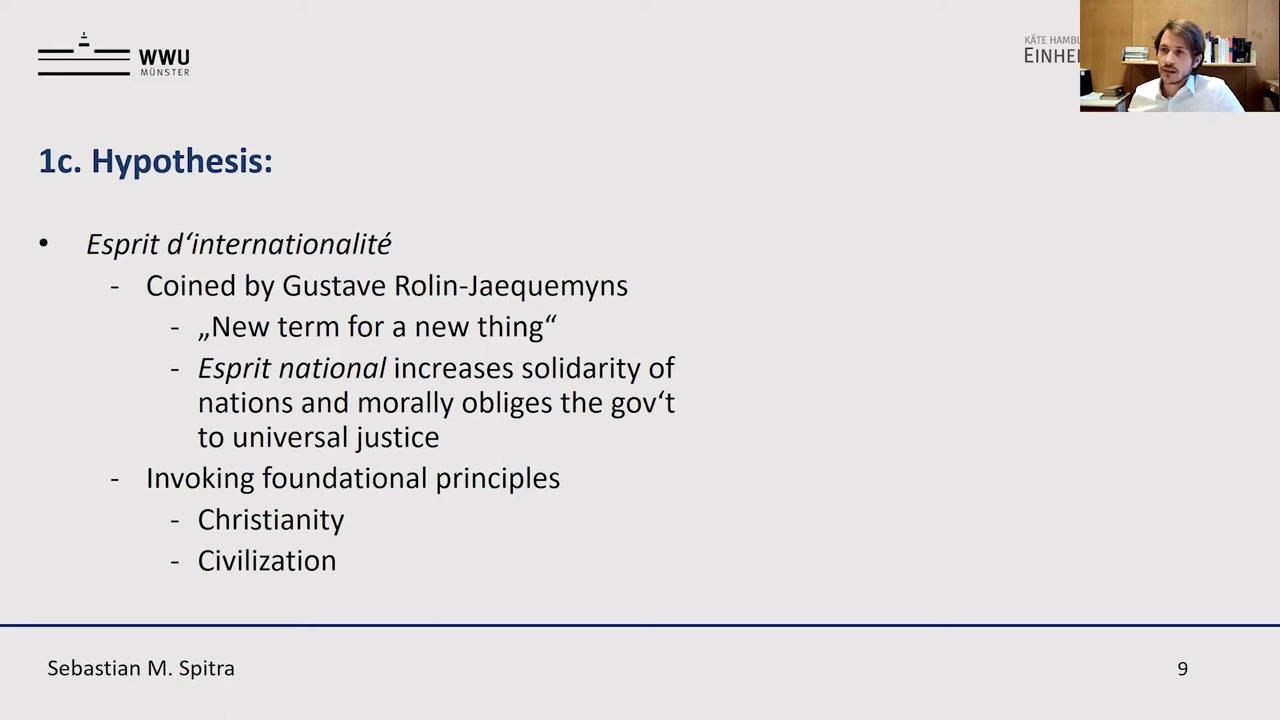 WWU
MÜNSTER
KÄTE HAMBU
EINHE
1c. Hypothesis:
• Esprit d‘internationalité
- Coined by Gustave Rolin-Jaequemyns
- „New term for a new thing“
- Esprit national increases solidarity of
nations and morally obliges the gov‘t
to universal justice
- Invoking foundational principles
- Christianity
- Civilization
Sebastian M. Spitra
9